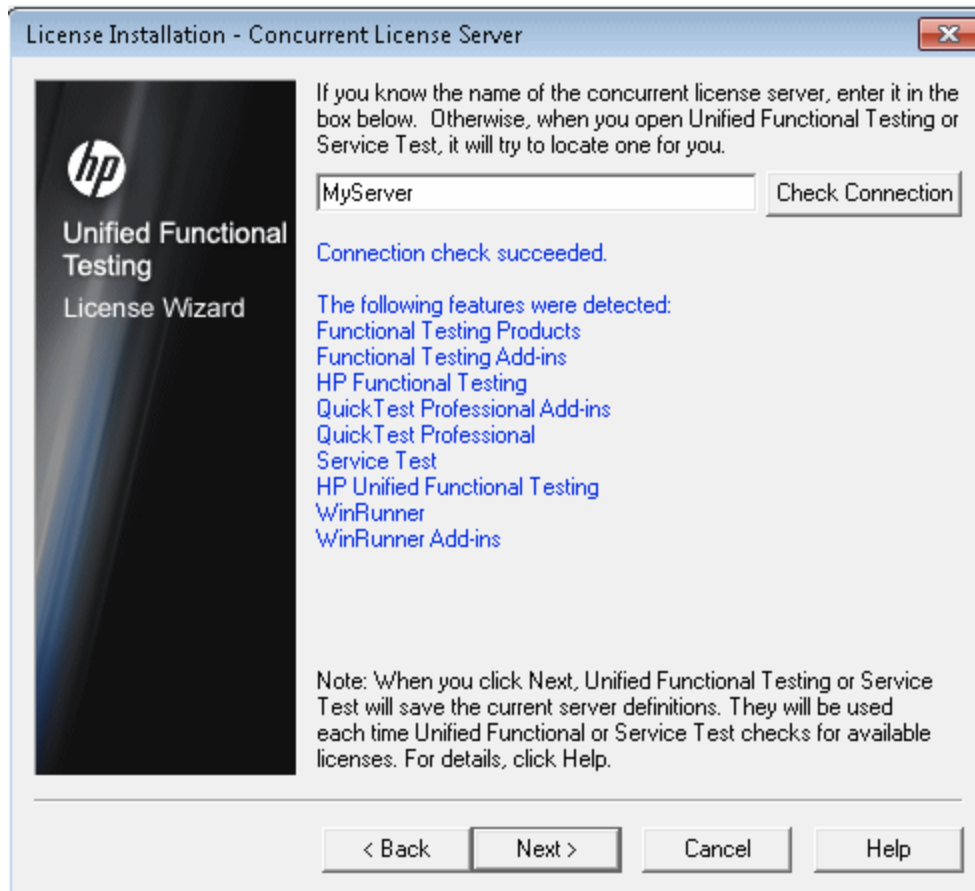 License Installation - Concurrent License Server
hp
Unified Functional
Testing
License Wizard
If you know the name of the concurrent license server, enter it in the
box below. Otherwise, when you open Unified Functional Testing or
Service Test, it will try to locate one for you.
MyServer
Check Connection
Connection check succeeded.
The following features were detected:
Functional Testing Products
Functional Testing Add-ins
HP Functional Testing
QuickTest Professional Add-ins
QuickTest Professional
Service Test
HP Unified Functional Testing
WinRunner
WinRunner Add-ins
Note: When you click Next, Unified Functional Testing or Service
Test will save the current server definitions. They will be used
each time Unified Functional or Service Test checks for available
licenses. For details, click Help.
< Back
Next >
Cancel
Help